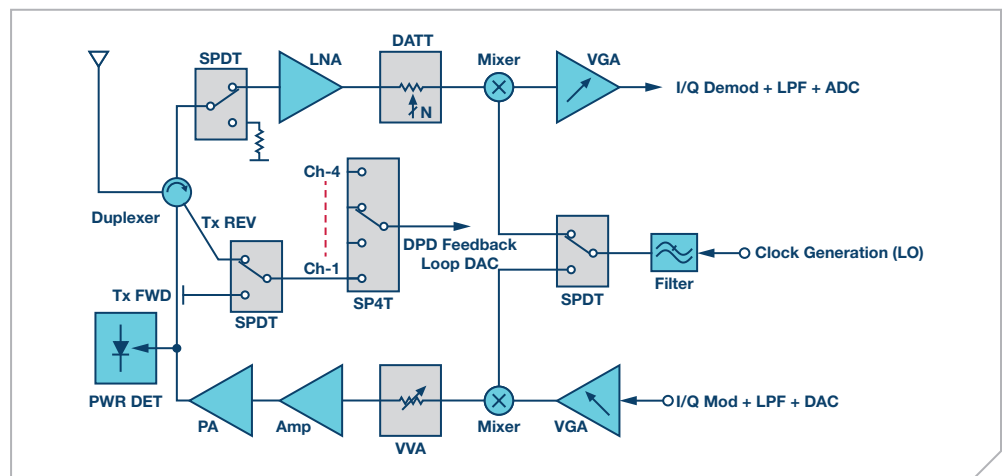 SPDT
LNA
DATT
Mixer
VGA
N
I/Q Demod + LPF + ADC
Duplexer
Ch-4
Tx REV
Ch-1
DPD Feedback
Loop DAC
SP4T
Tx FWD
SPDT
SPDT
Filter
Clock Generation (LO)
PWR DET
PA
Amp
VVA
Mixer
VGA
I/Q Mod + LPF + DAC